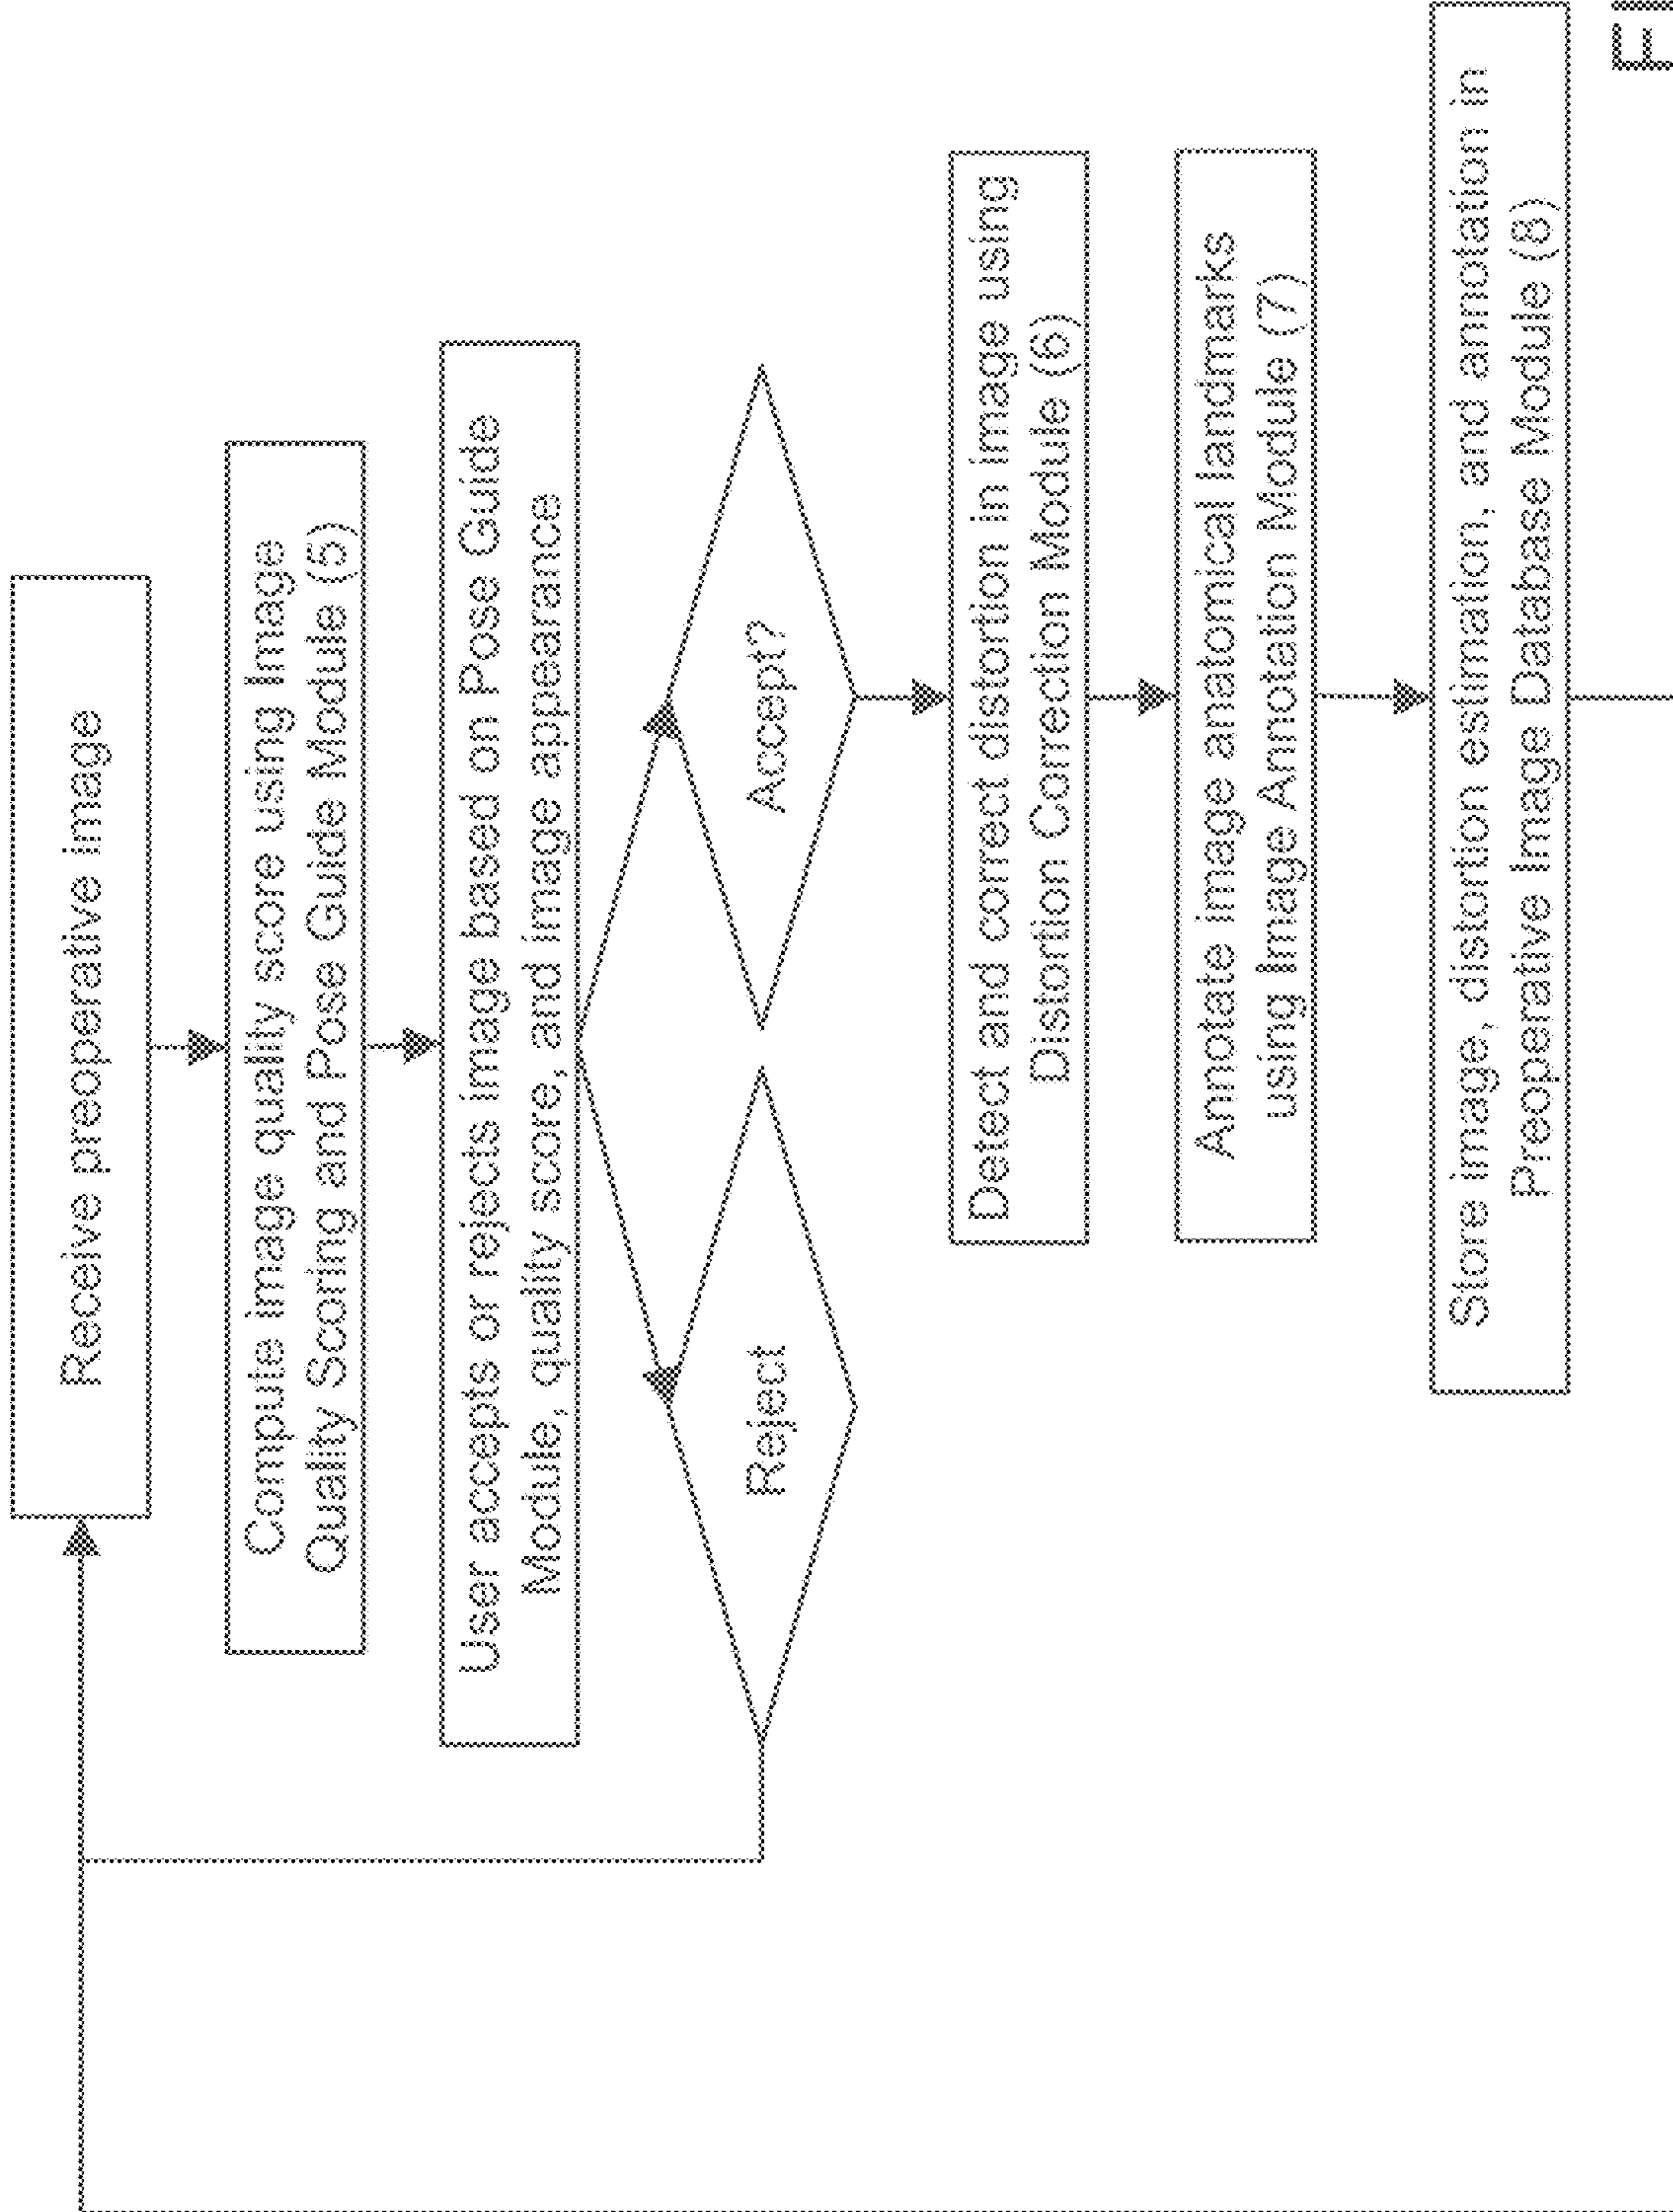 Receive preoperative image
Compute image quality score using Image
Quality Scoring and Pose Guide Module (5)
User accepts or rejects image based on Pose Guide
Module, quality score, and image appearance
Reject
Accept?
Detect and correct distortion in image using
Distortion Correction Module (6)
Annotate image anatomical landmarks
using Image Annotation Module (7)
Store image, distortion estimation, and annotation in
Preoperative Image Database Module (8)